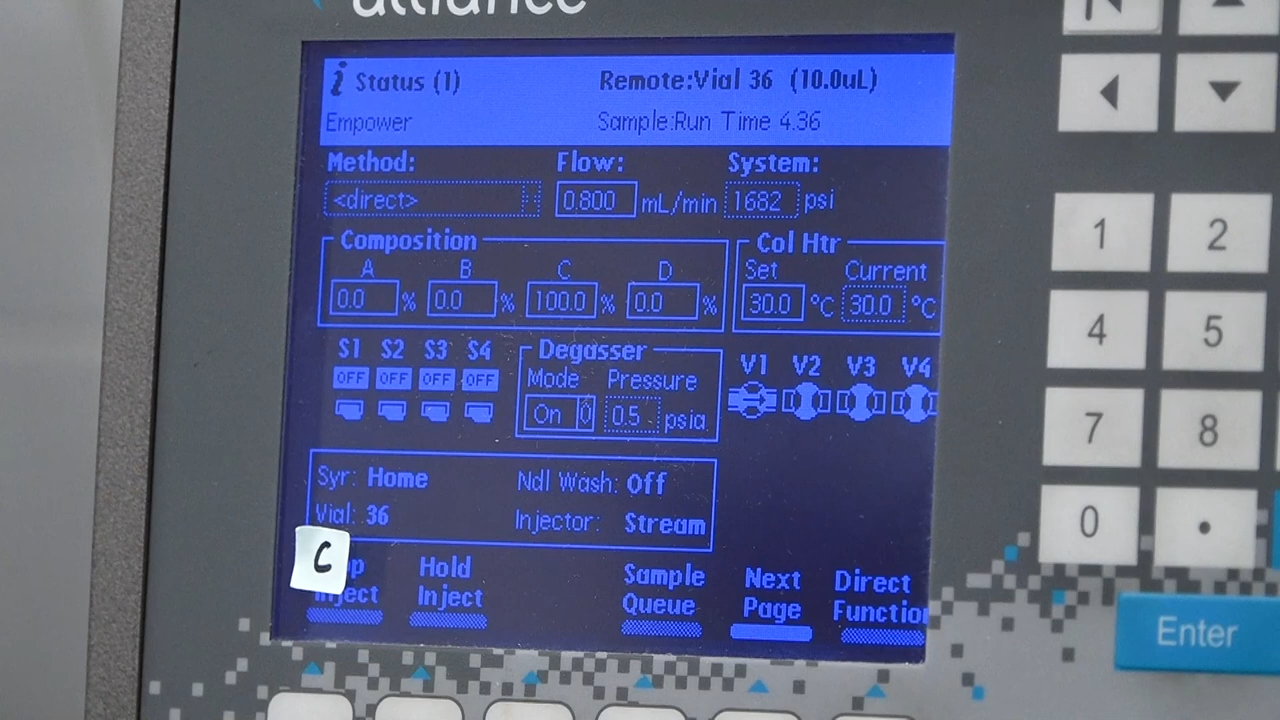 alliance
i Status (1) Remote:Vial 36 (10.0uL)
Empower Sample:Run Time 4.36
Method: Flow: System:
<direct> 0.800 mL/min 1682 psi
Composition Col Htr
A B C D Set Current
0.0 % 0.0 % 100.0 % 0.0 % 30.0 °C 30.0 °C
S1 S2 S3 S4 Degasser V1 V2 V3 V4
OFF OFF OFF OFF Mode Pressure
On 0.5 psia
Syr: Home Ndl Wash: Off
Vial: 36 Injector: Stream
C
Hold Sample Next Direct
Inject Inject Queue Page Function
1 2
4 5
7 8
0 .
Enter